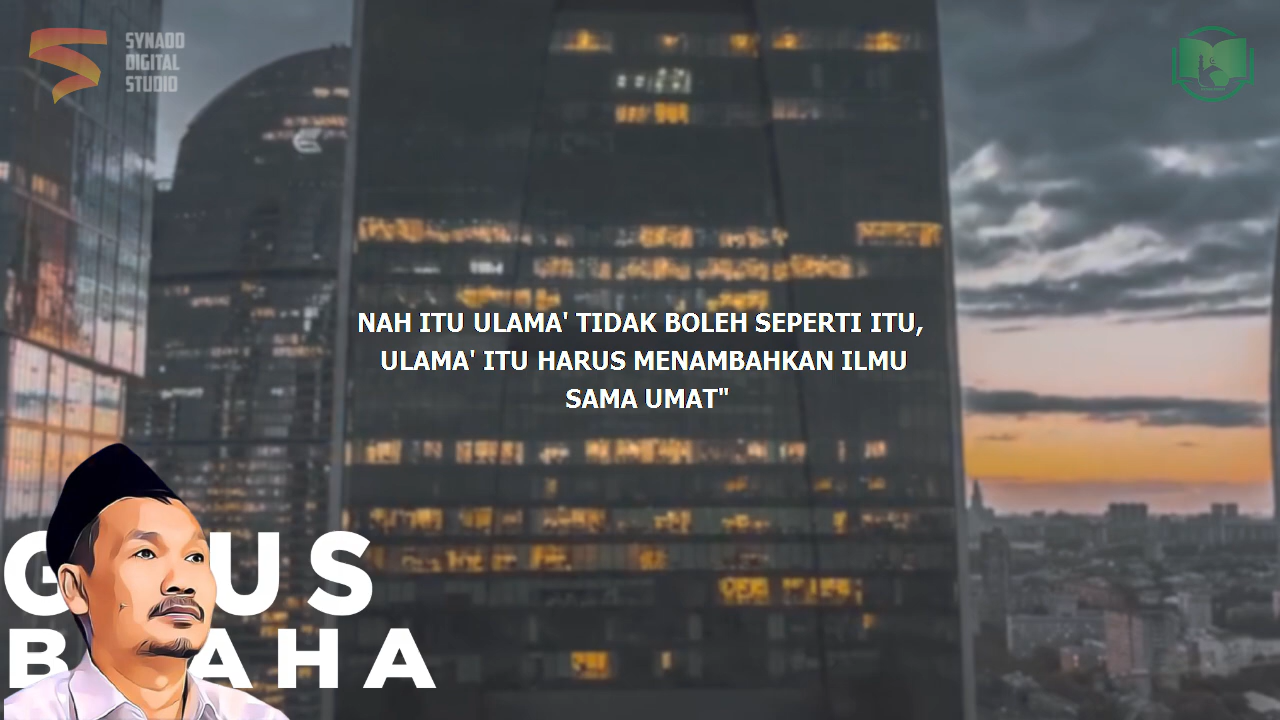 SYNADO
DIGITAL
STUDIO
NAH ITU ULAMA' TIDAK BOLEH SEPERTI ITU,
ULAMA' ITU HARUS MENAMBAHKAN ILMU
SAMA UMAT"
GUS
BAHA